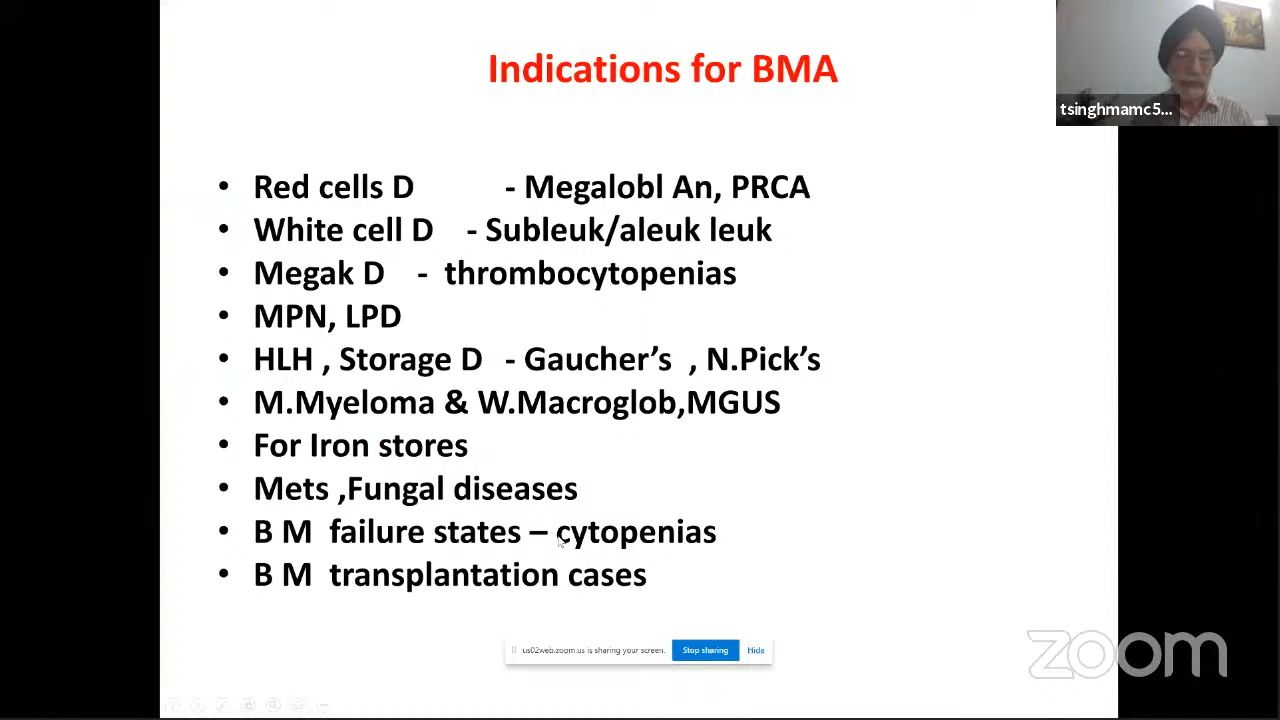 Indications for BMA
tsinghmamc5...
• Red cells D - Megalobl An, PRCA
• White cell D - Subleuk/aleuk leuk
• Megak D - thrombocytopenias
• MPN, LPD
• HLH , Storage D - Gaucher’s , N.Pick’s
• M.Myeloma & W.Macroglob,MGUS
• For Iron stores
• Mets ,Fungal diseases
• B M failure states – cytopenias
• B M transplantation cases
us02web.zoom.us is sharing your screen. Stop sharing Hide
zoom